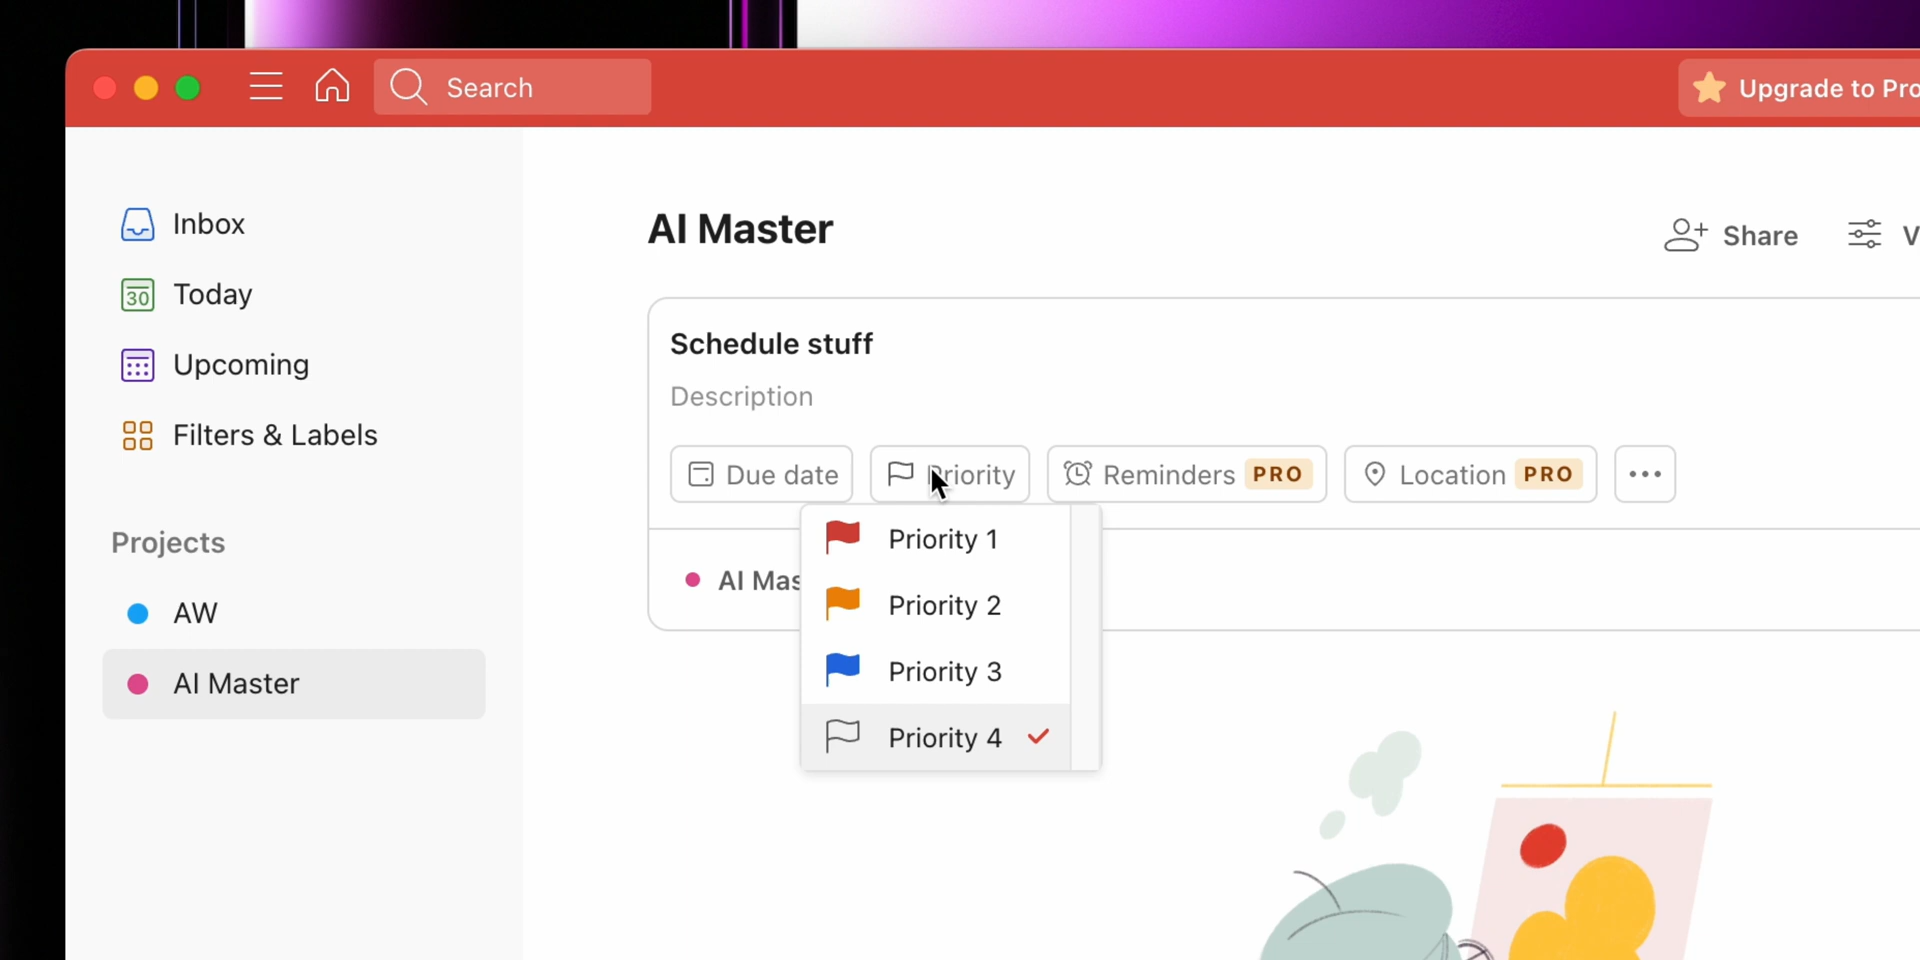 Search
Upgrade to Pro
Inbox
30
Today
Upcoming
Filters & Labels
Projects
AW
AI Master
AI Master
Share
V
Schedule stuff
Description
Due date
Priority
Reminders PRO
Location PRO
AI Mas
Priority 1
Priority 2
Priority 3
Priority 4